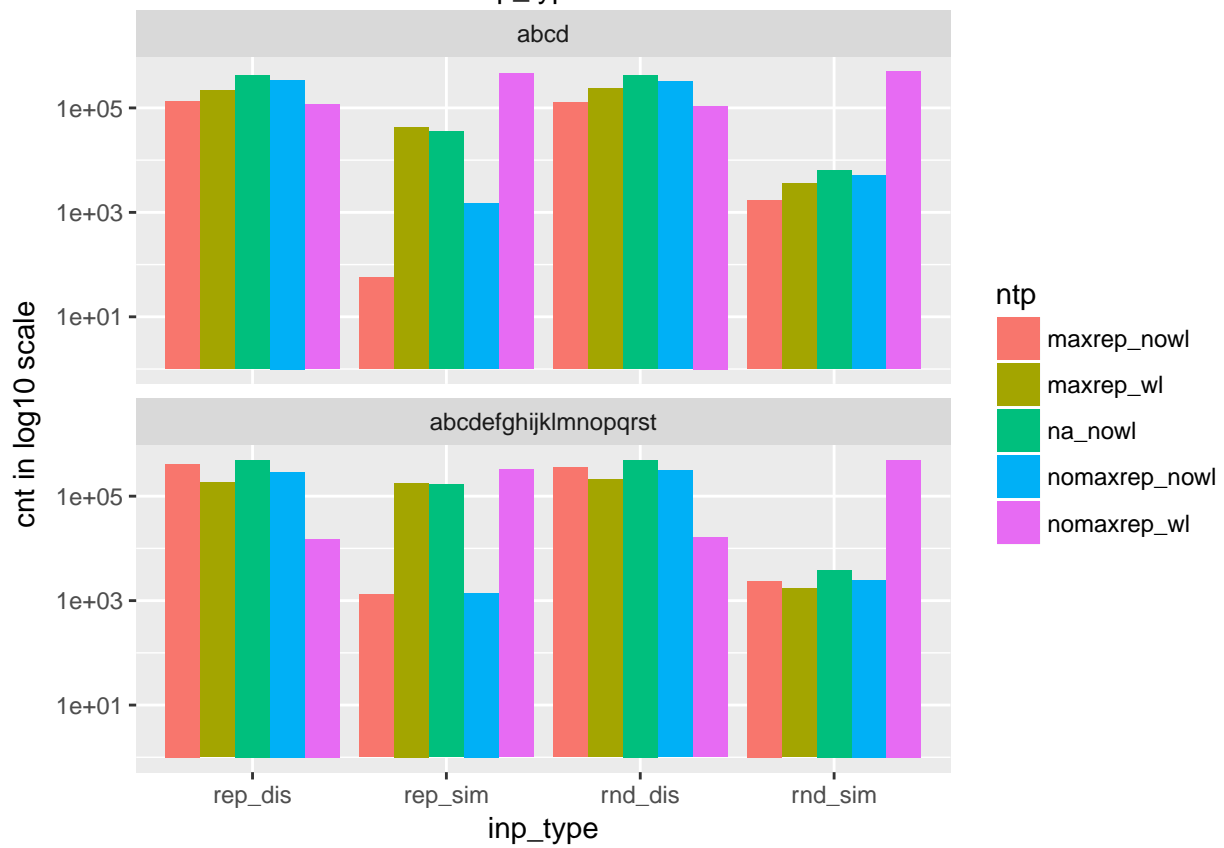 abcd
1e+05
1e+03
1e+01
abcdefghijklmnopqrst
1e+05
1e+03
1e+01
cnt in log10 scale
rep_dis rep_sim rnd_dis rnd_sim
inp_type
ntp
maxrep_nowl
maxrep_wl
na_nowl
nomaxrep_nowl
nomaxrep_wl